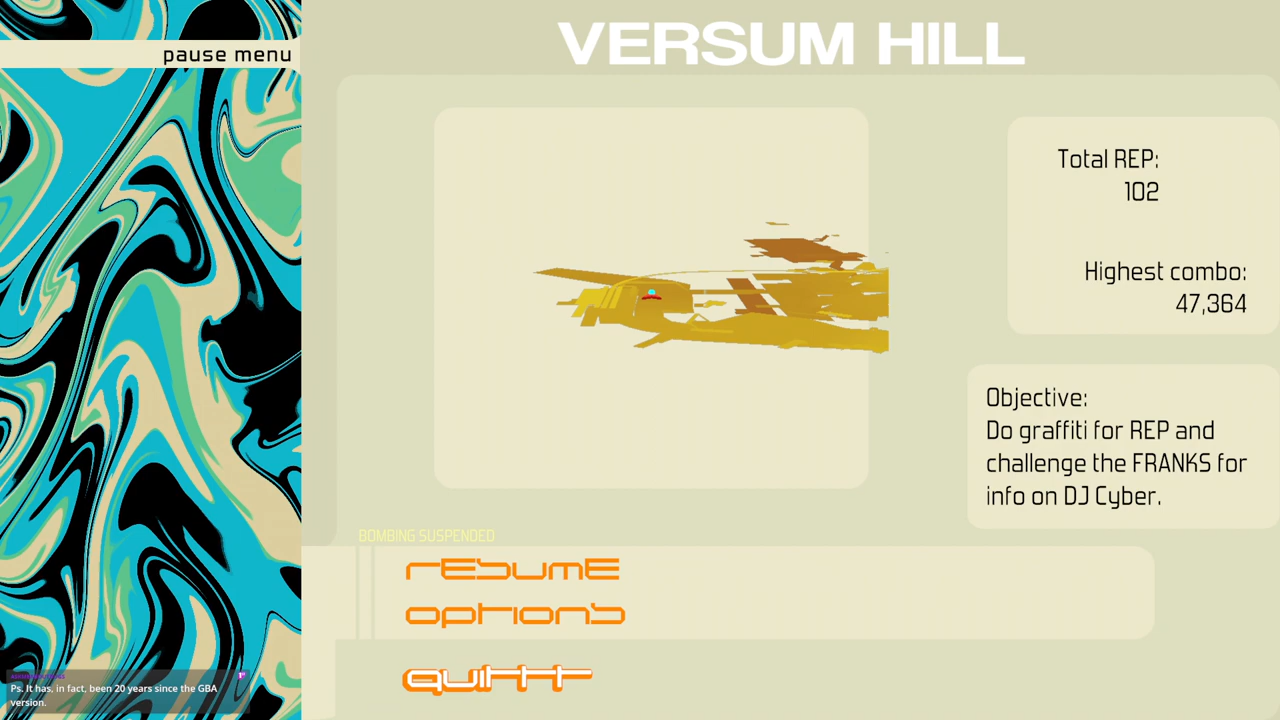 VERSUM HILL
pause menu
Total REP:
102
Highest combo:
47,364
Objective:
Do graffiti for REP and
challenge the FRANKS for
info on DJ Cyber.
BOMBING SUSPENDED
rESumE
optionS
quitttt
Ps. It has, in fact, been 20 years since the GBA
version.